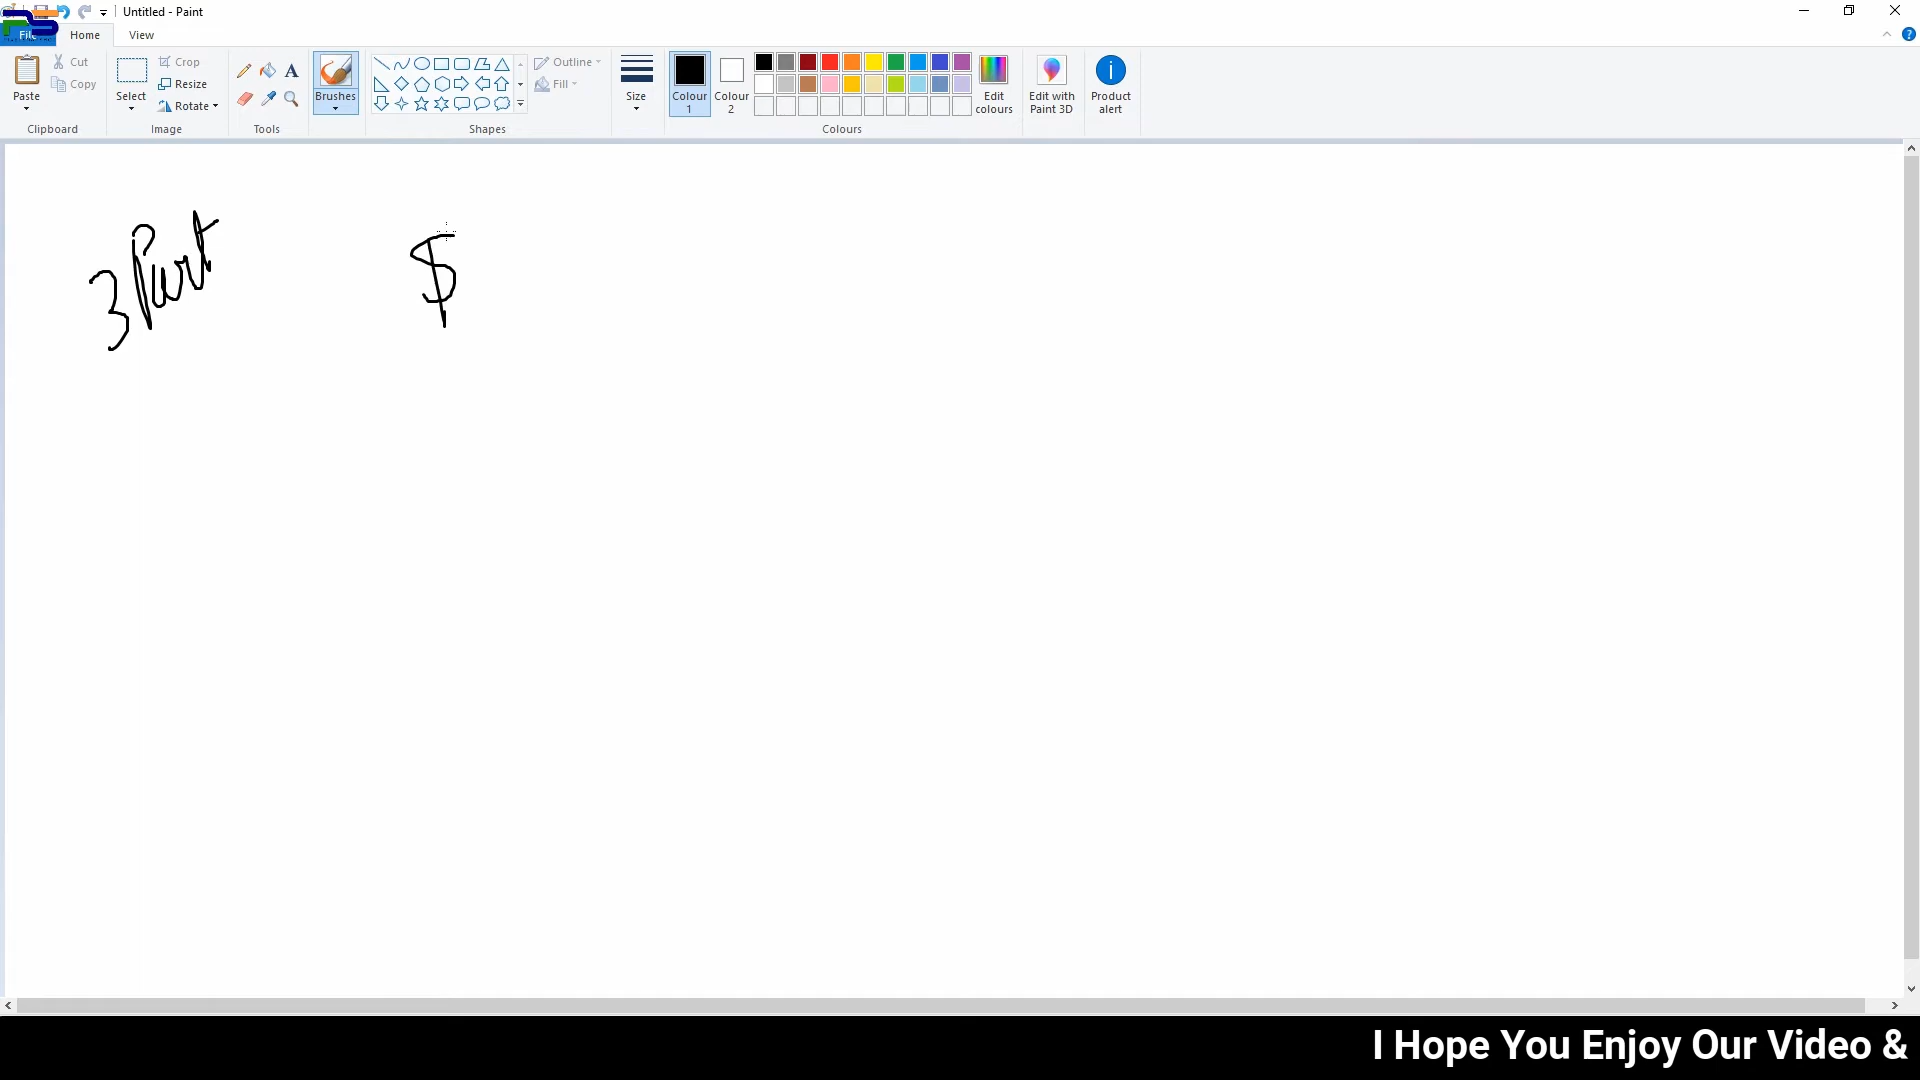 Untitled - Paint
File Home View
Paste
Cut
Copy
Clipboard
Select
Crop
Resize
Rotate
Image
Tools
Brushes
Shapes
Outline
Fill
Size
Colour 1
Colour 2
Colours
Edit colours
Edit with Paint 3D
Product alert
3 Part $
I Hope You Enjoy Our Video &